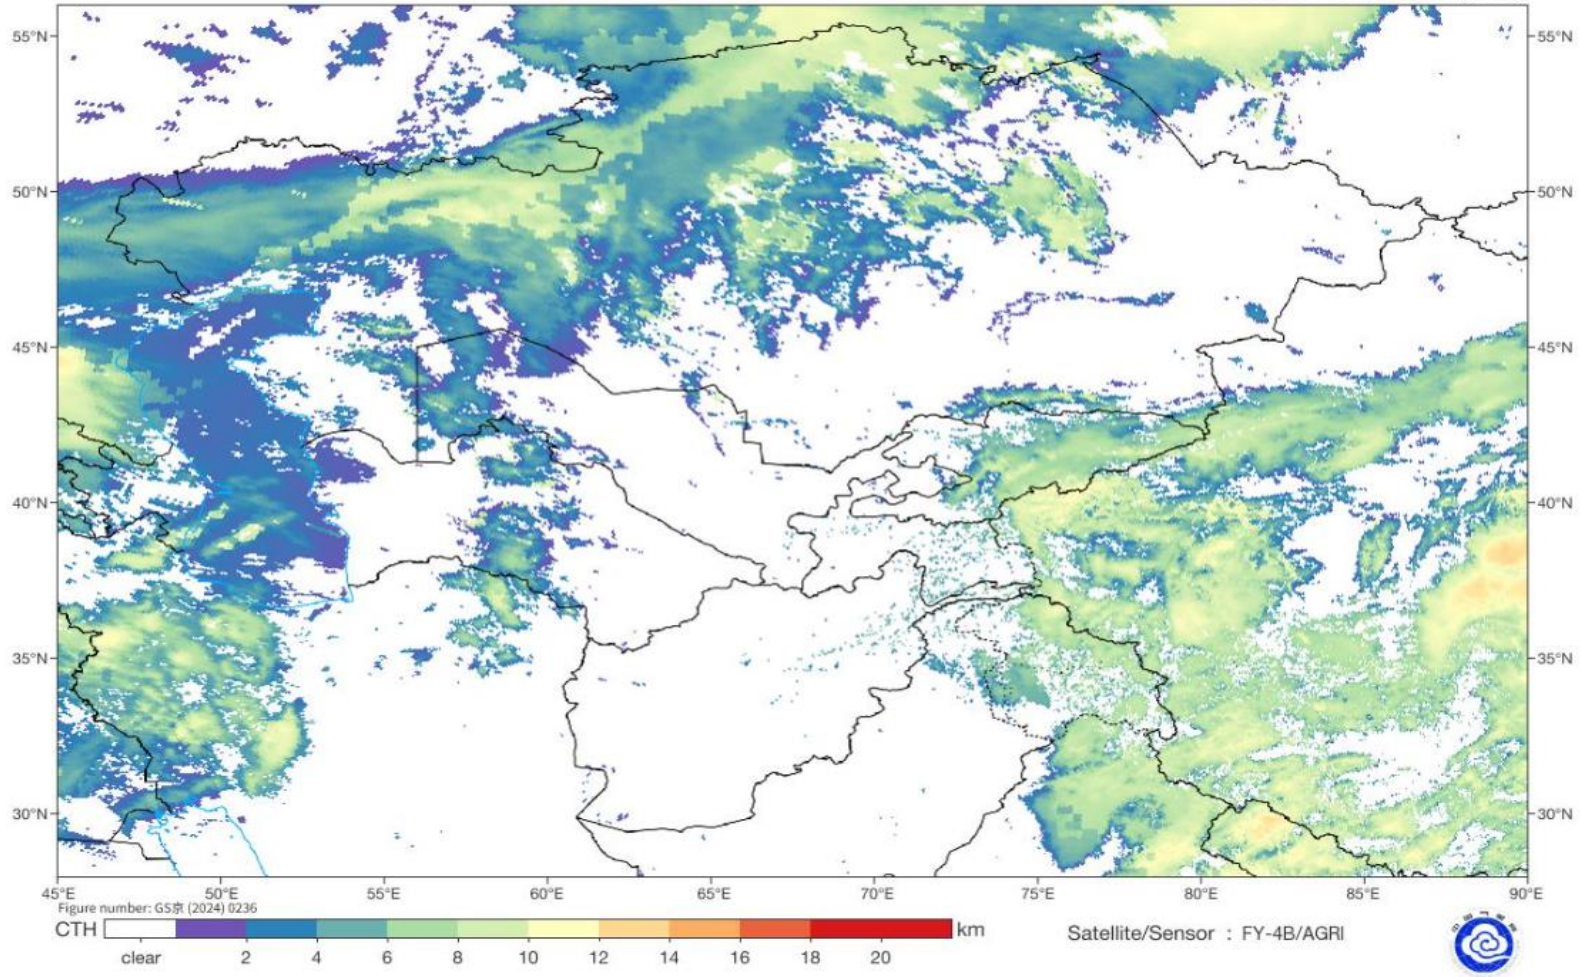 55°N 55°N
50°N 50°N
45°N 45°N
40°N 40°N
35°N 35°N
30°N 30°N
45°E 50°E 55°E 60°E 65°E 70°E 75°E 80°E 85°E 90°E
Figure number: GS京 (2024) 0236
CTH km Satellite/Sensor : FY-4B/AGRI
clear 2 4 6 8 10 12 14 16 18 20